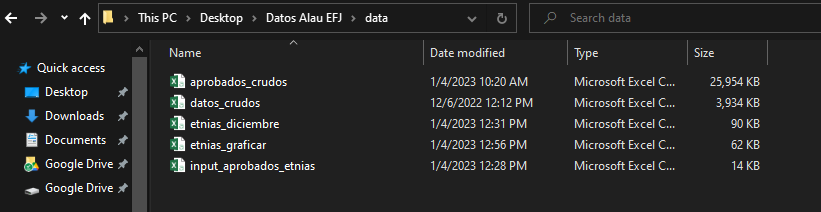 This PC > Desktop > Datos Alau EFJ > data
Search data
Name Date modified Type Size
Quick access
Desktop
Downloads
Documents
Google Drive
Google Drive
aprobados_crudos 1/4/2023 10:20 AM Microsoft Excel C... 25,954 KB
datos_crudos 12/6/2022 12:12 PM Microsoft Excel C... 3,934 KB
etnias_diciembre 1/4/2023 12:31 PM Microsoft Excel C... 90 KB
etnias_graficar 1/4/2023 12:56 PM Microsoft Excel C... 62 KB
input_aprobados_etnias 1/4/2023 12:28 PM Microsoft Excel C... 14 KB